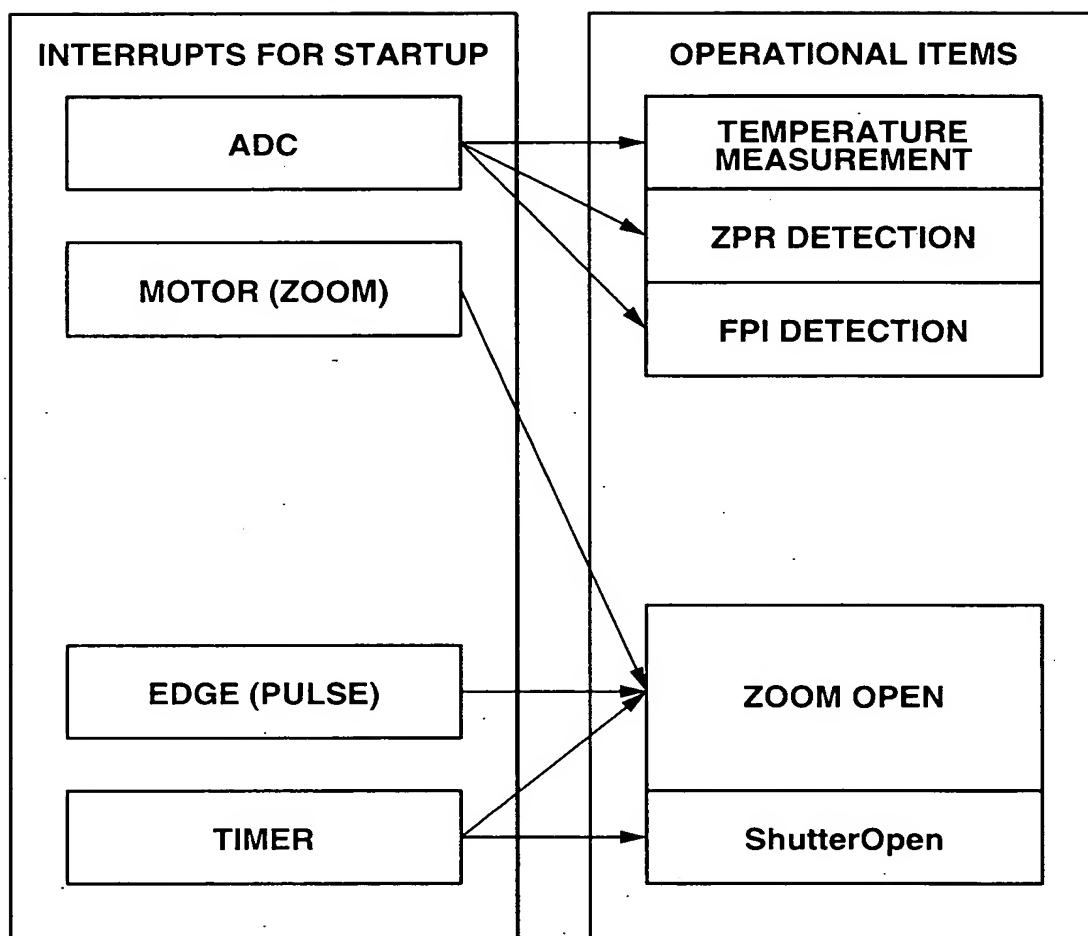 INTERRUPTS FOR STARTUP
ADC
MOTOR (ZOOM)
EDGE (PULSE)
TIMER
OPERATIONAL ITEMS
TEMPERATURE
MEASUREMENT
ZPR DETECTION
FPI DETECTION
ZOOM OPEN
ShutterOpen